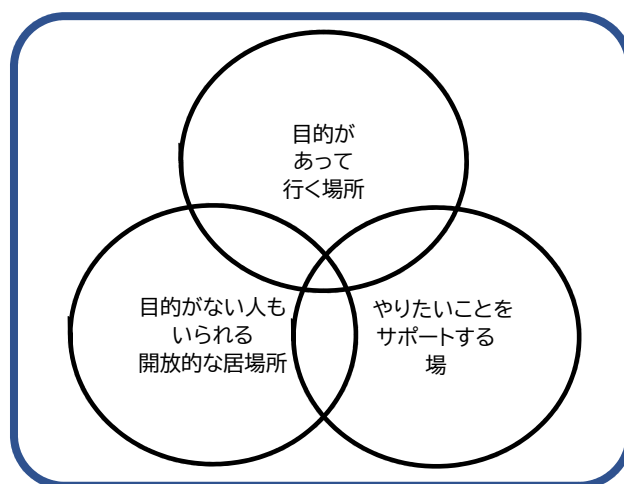 目的が
あって
行く場所
目的がない人も
いられる
開放的な居場所
やりたいことを
サポートする
場